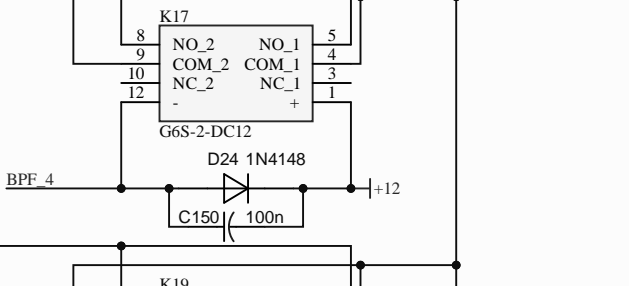 K17
8 NO_2 NO_1 5
9 COM_2 COM_1 4
10 NC_2 NC_1 3
12 - + 1
G6S-2-DC12
D24 1N4148
BPF_4 +12
C150 100n
K19